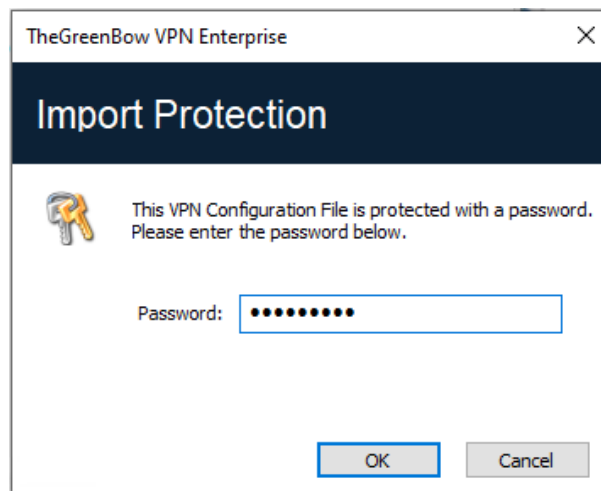 TheGreenBow VPN Enterprise
Import Protection
This VPN Configuration File is protected with a password.
Please enter the password below.
Password: •••••••••
OK Cancel